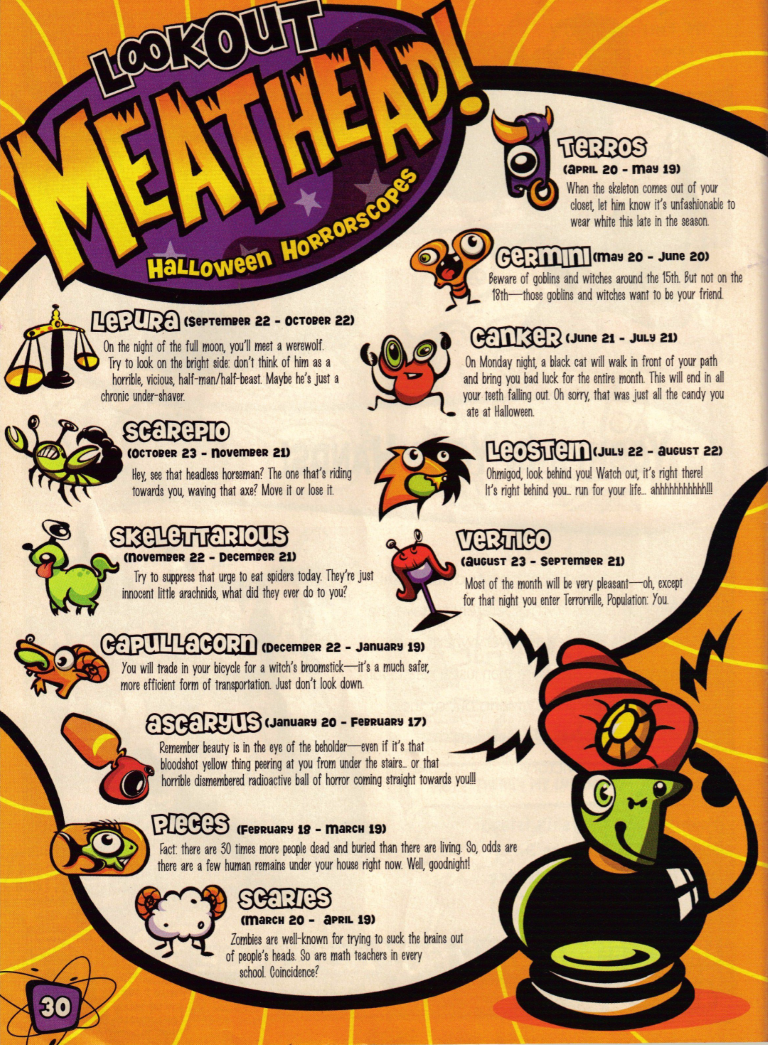 LOOKOUT
MEATHEAD!
Halloween Horrorscopes
Lepura (September 22 - October 22)
On the night of the full moon, you'll meet a werewolf.
Try to look on the bright side: don't think of him as a
horrible, vicious, half-man/half-beast. Maybe he's just a
chronic under-shaver.
Scarepio
(October 23 - November 21)
Hey, see that headless horseman? The one that's riding
towards you, waving that axe? Move it or lose it.
Skelettarious
(November 22 - December 21)
Try to suppress that urge to eat spiders today. They're just
innocent little arachnids, what did they ever do to you?
Capullacorn (December 22 - January 19)
You will trade in your bicycle for a witch's broomstick—it's a much safer,
more efficient form of transportation. Just don't look down.
Ascaryus (January 20 - February 17)
Remember beauty is in the eye of the beholder—even if it's that
bloodshot yellow thing peering at you from under the stairs... or that
horrible dismembered radioactive ball of horror coming straight towards you!!!
Pieces (February 18 - March 19)
Fact: there are 30 times more people dead and buried than there are living. So, odds are
there are a few human remains under your house right now. Well, goodnight!
Scaries
(March 20 - April 19)
Zombies are well-known for trying to suck the brains out
of people's heads. So are math teachers in every
school. Coincidence?
Terros
(April 20 - May 19)
When the skeleton comes out of your
closet, let him know it's unfashionable to
wear white this late in the season.
Germini (May 20 - June 20)
Beware of goblins and witches around the 15th. But not on the
18th—those goblins and witches want to be your friend.
Canker (June 21 - July 21)
On Monday night, a black cat will walk in front of your path
and bring you bad luck for the entire month. This will end in all
your teeth falling out. Oh sorry, that was just all the candy you
ate at Halloween.
Leostein (July 22 - August 22)
Ohmigod, look behind you! Watch out, it's right there!
It's right behind you... run for your life... ahhhhhhhhhhh!!!
Vertigo
(August 23 - September 21)
Most of the month will be very pleasant—oh, except
for that night you enter Terrorville, Population: You.
30